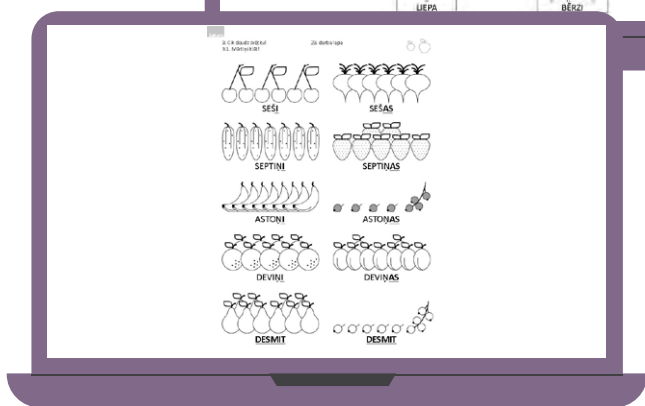 LIEPA
BĒRZI
SEŠI
SEŠAS
SEPTIŅI
SEPTIŅAS
ASTOŅI
ASTOŅAS
DEVIŅI
DEVIŅAS
DESMIT
DESMIT